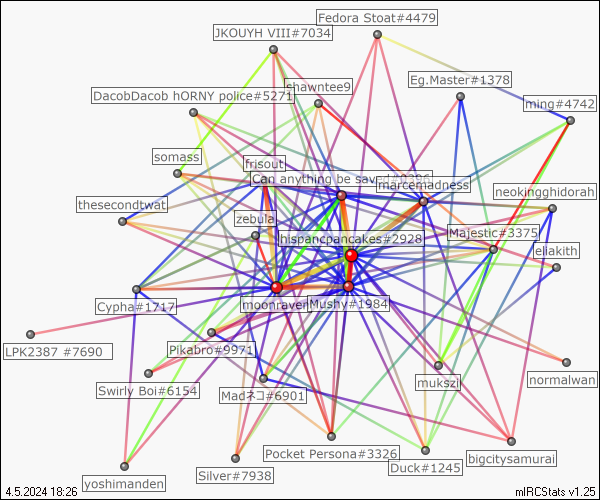 Fedora Stoat#4479
JKOUYH VIII#7034
Eg.Master#1378
shawntee9
DacobDacob hORNY police#5271
ming#4742
somass
frisout
Can anything be saved#0396
marcemadness
neokingghidorah
thesecondtwat
zebula
hispancpancakes#2928
Majestic#3375
eliakith
Cypha#1717
moonraven
Mushy#1984
LPK2387 #7690
Pikabro#9971
Swirly Boi#6154
Madネコ#6901
mukszi
normalwan
Pocket Persona#3326
bigcitysamurai
Duck#1245
Silver#7938
yoshimanden
4.5.2024 18:26
mIRCStats v1.25